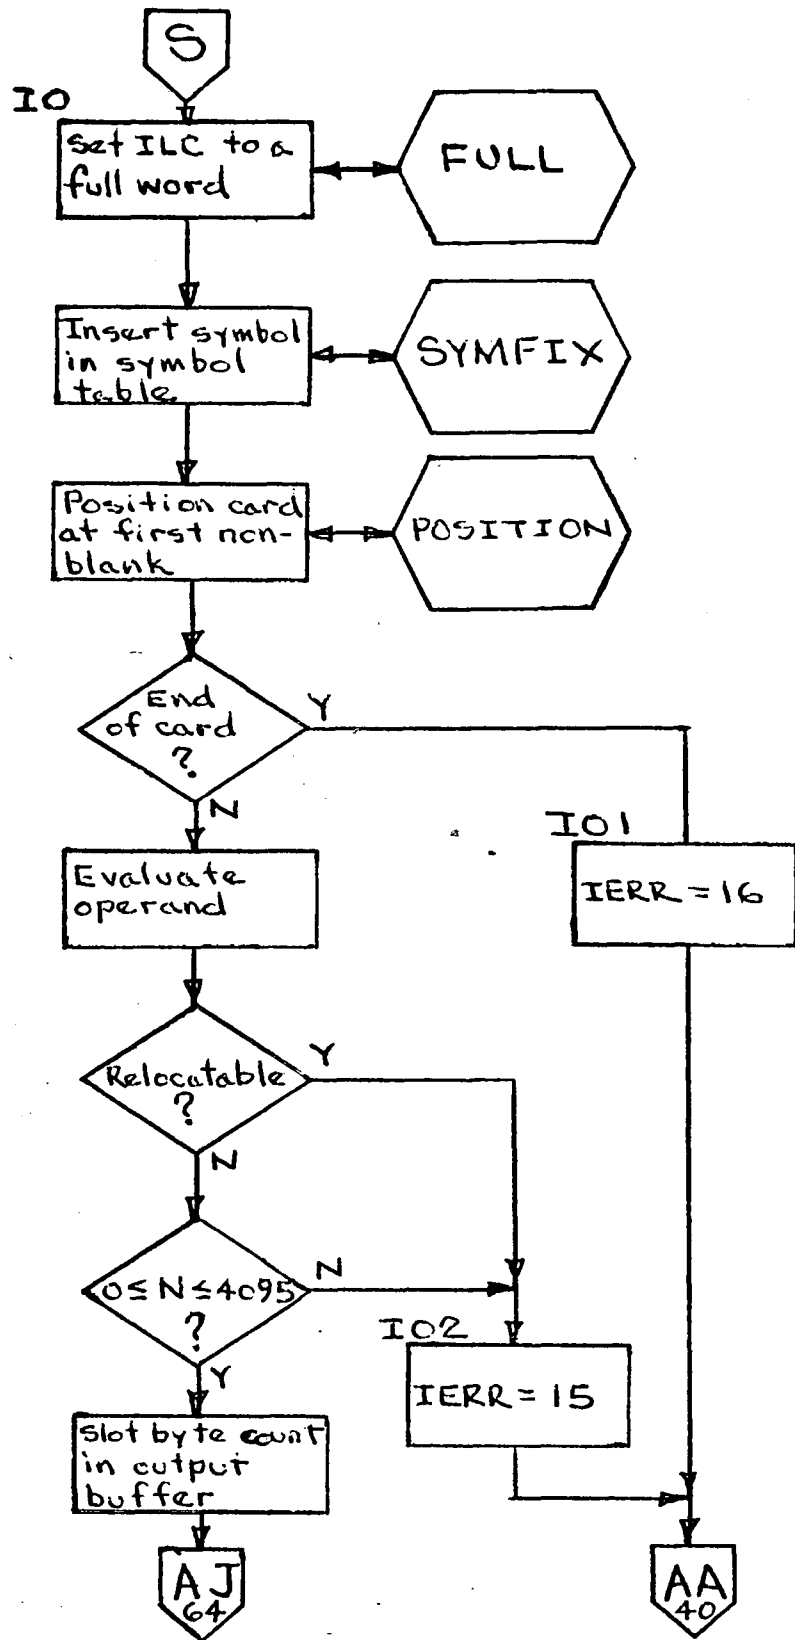 S
IO
Set ILC to a
full word
FULL
Insert symbol
in symbol
table
SYMFIX
Position card
at first non-
blank
POSITION
End
of card
?
Y
N
IO1
IERR = 16
Evaluate
operand
Relocatable
?
Y
N
0 ≤ N ≤ 4095
?
N
Y
IO2
IERR = 15
Slot byte count
in output
buffer
AJ
64
AA
40